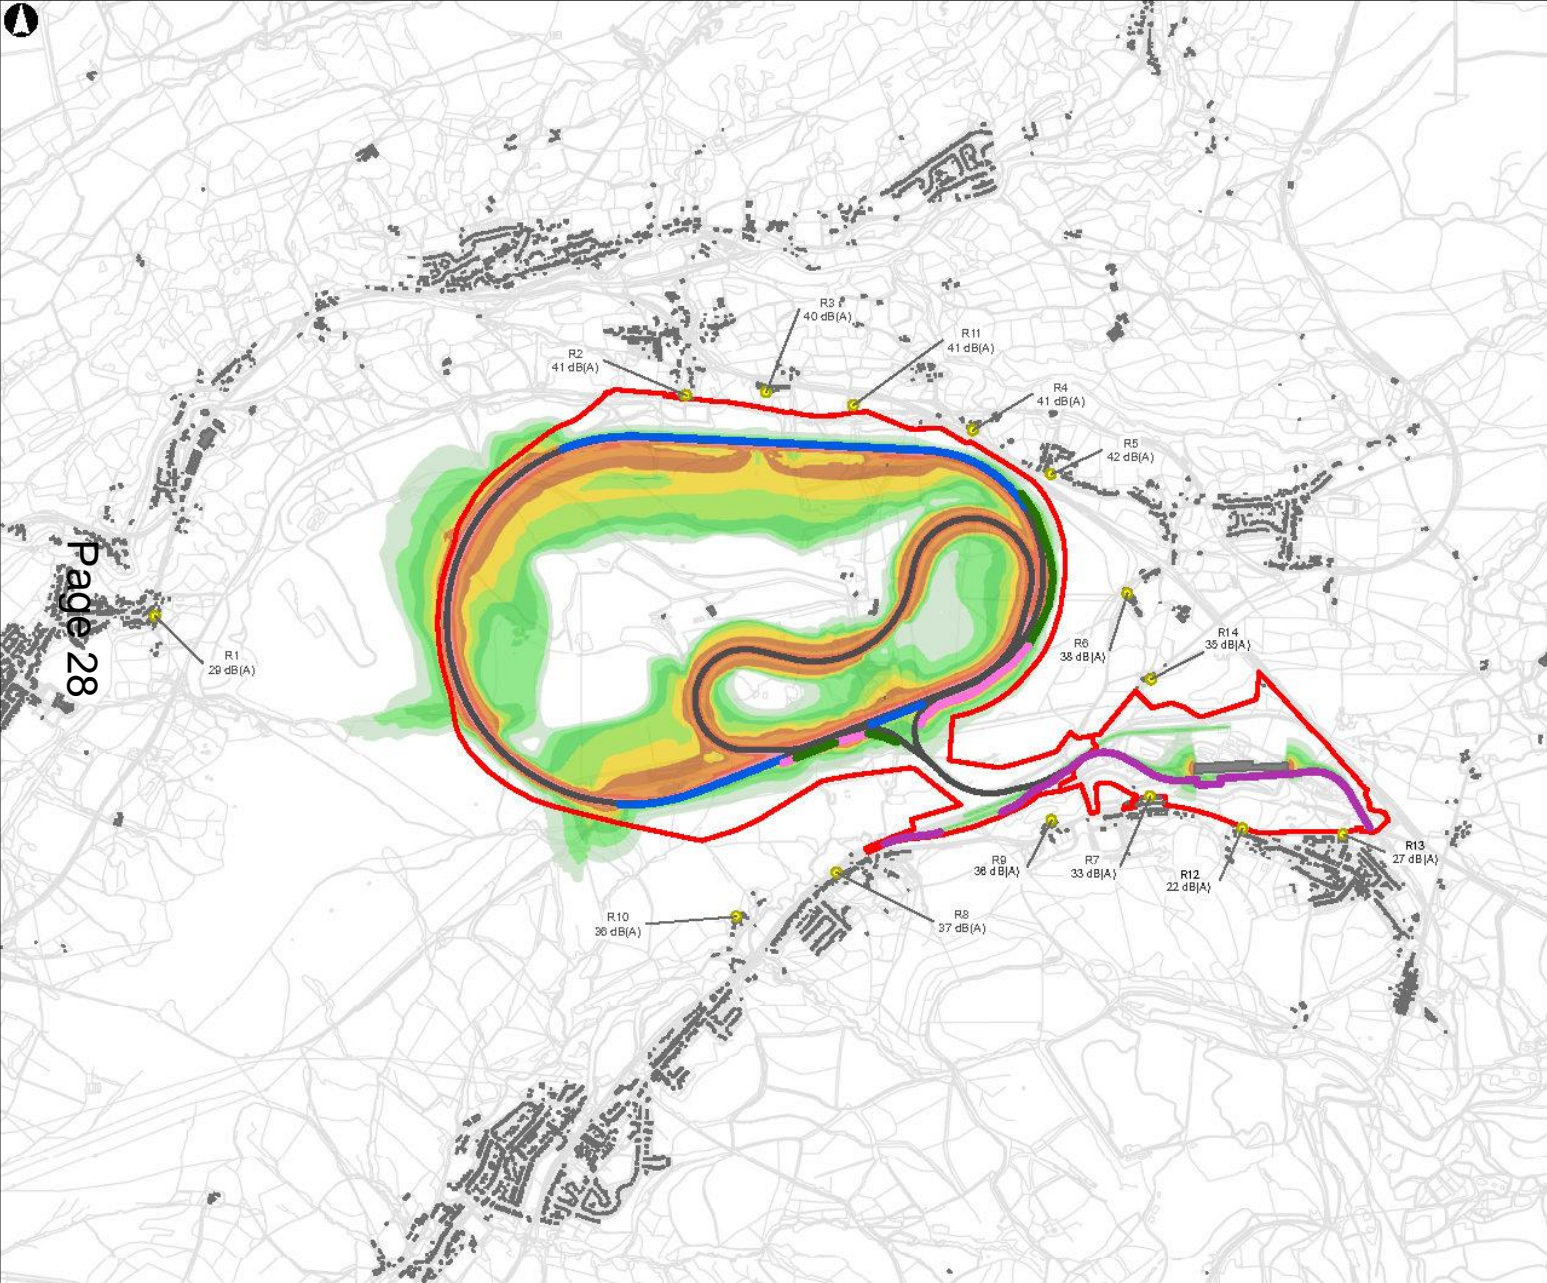 R3
40 dB(A)
R11
41 dB(A)
R2
41 dB(A)
R4
41 dB(A)
R5
42 dB(A)
Page 28
R14
35 dB(A)
R6
38 dB(A)
R1
29 dB(A)
R9
36 dB(A)
R7
33 dB(A)
R13
27 dB(A)
R12
22 dB(A)
R10
36 dB(A)
R8
37 dB(A)